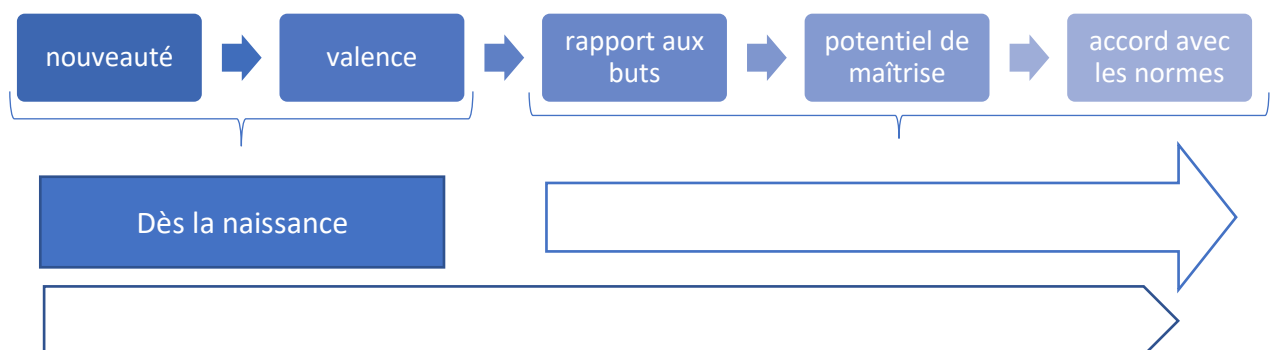 nouveauté
valence
rapport aux
buts
potentiel de
maîtrise
accord avec
les normes
Dès la naissance